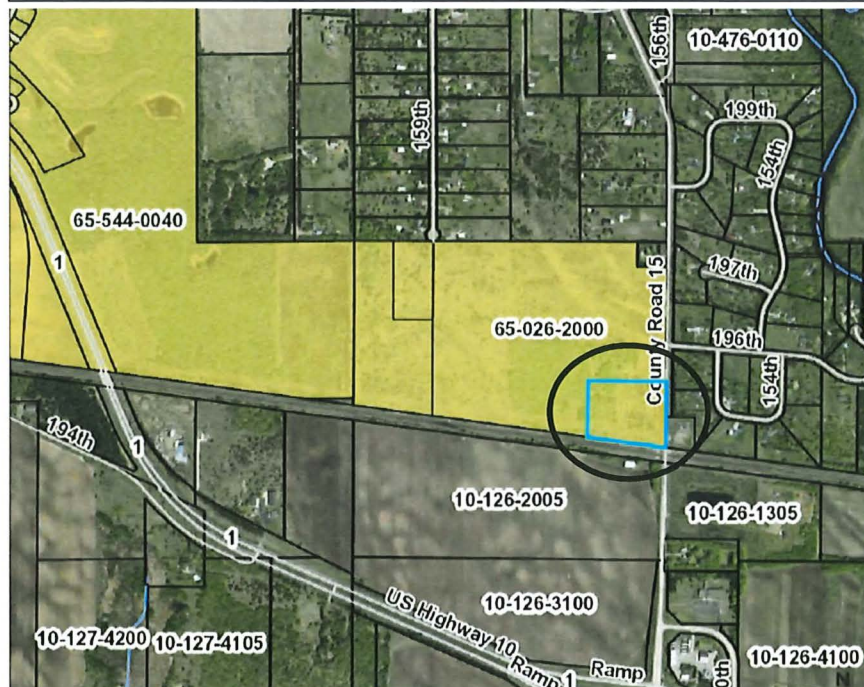 156th
10-476-0110
199th
159th
154th
65-544-0040
1
197th
County Road 15
65-026-2000
196th
154th
194th
1
10-126-2005
10-126-1305
1
US Highway 10
10-126-3100
10-127-4200
10-127-4105
Ramp
1
Ramp
0th
10-126-4100